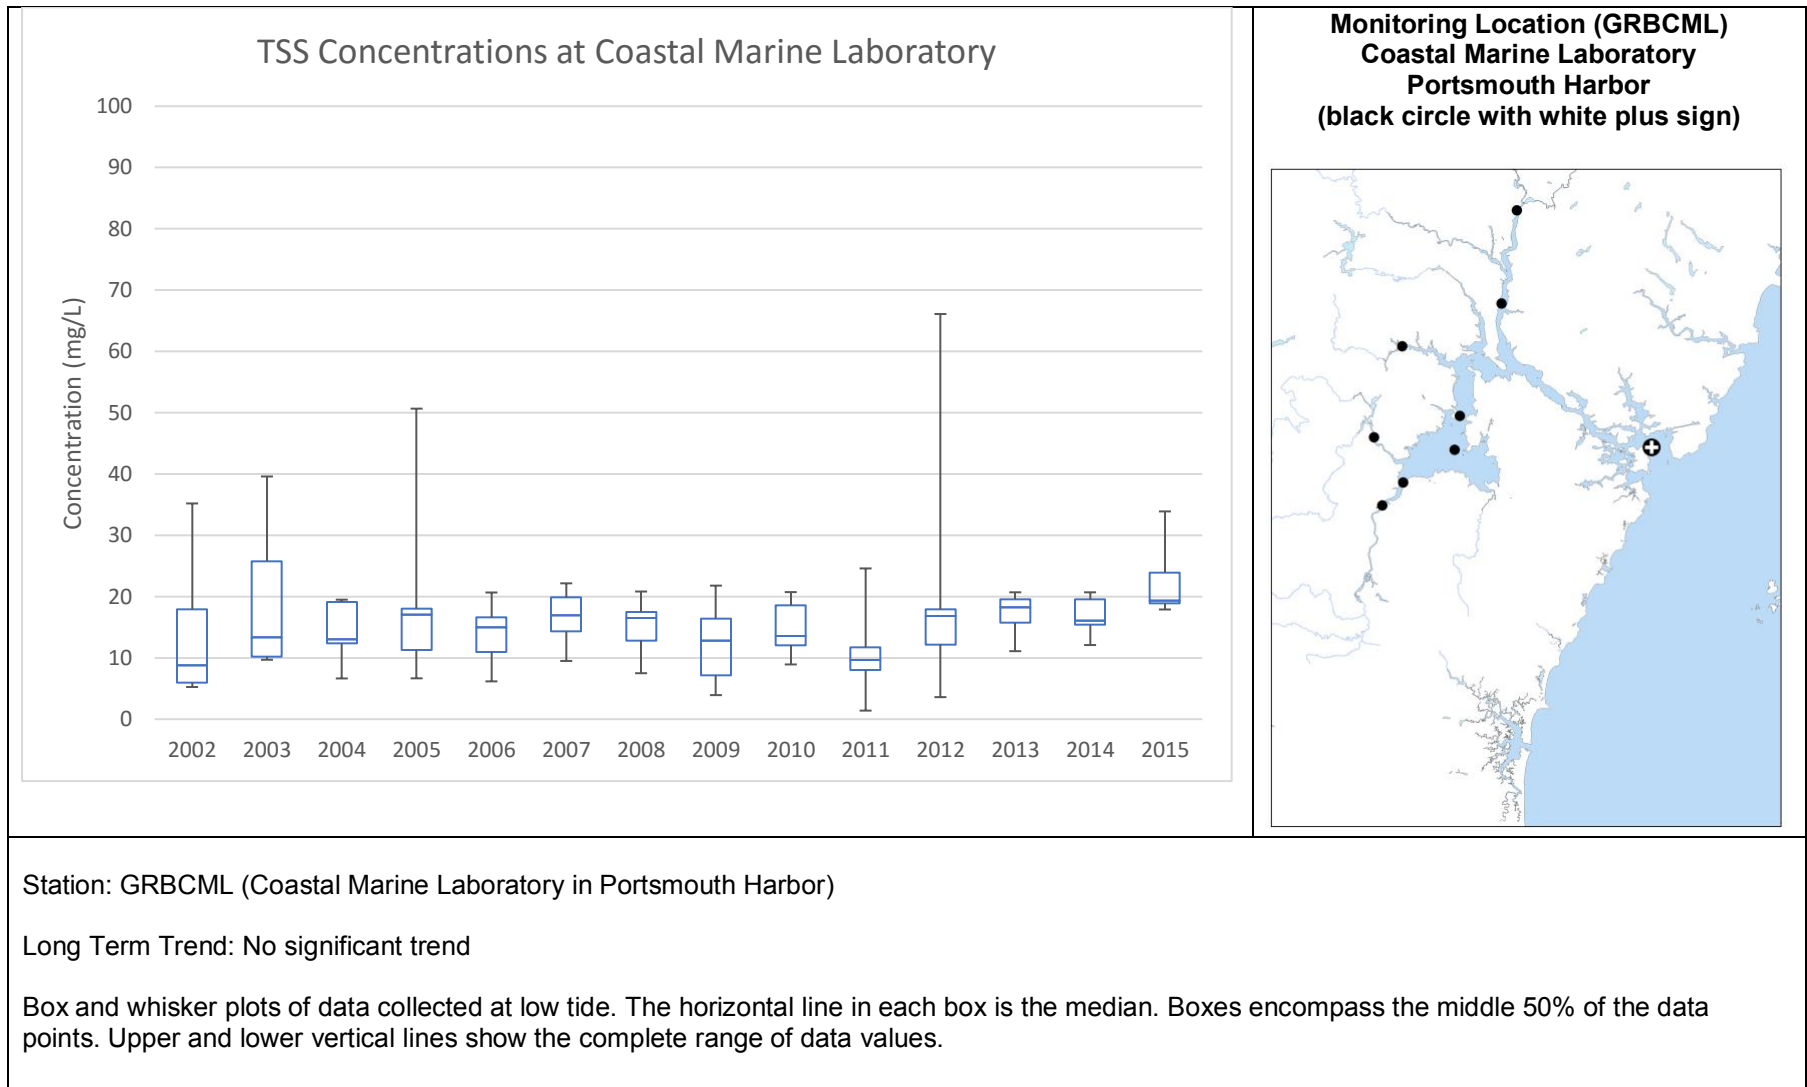 TSS Concentrations at Coastal Marine Laboratory
Concentration (mg/L)
100
90
80
70
60
50
40
30
20
10
0
2002 2003 2004 2005 2006 2007 2008 2009 2010 2011 2012 2013 2014 2015
Monitoring Location (GRBCML)
Coastal Marine Laboratory
Portsmouth Harbor
(black circle with white plus sign)
Station: GRBCML (Coastal Marine Laboratory in Portsmouth Harbor)
Long Term Trend: No significant trend
Box and whisker plots of data collected at low tide. The horizontal line in each box is the median. Boxes encompass the middle 50% of the data
points. Upper and lower vertical lines show the complete range of data values.